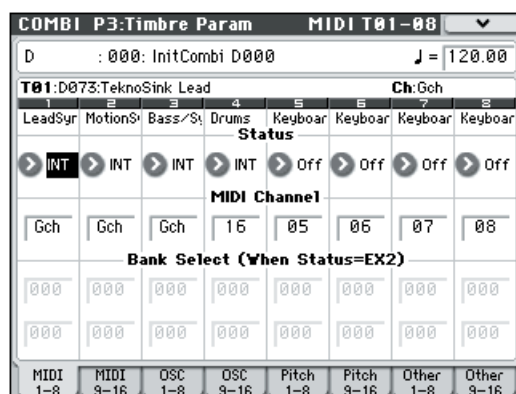 COMBI P3:Timbre Param MIDI T01-08
D :000: InitCombi D000 ♩=120.00
T01:D073:TeknoSink Lead Ch:Gch
1 2 3 4 5 6 7 8
LeadSyr MotionS Bass/Sy Drums Keyboar Keyboar Keyboar Keyboar
Status
INT INT INT INT Off Off Off Off
MIDI Channel
Gch Gch Gch 16 05 06 07 08
Bank Select (When Status=EX2)
000 000 000 000 000 000 000 000
000 000 000 000 000 000 000 000
MIDI 1-8 MIDI 9-16 OSC 1-8 OSC 9-16 Pitch 1-8 Pitch 9-16 Other 1-8 Other 9-16